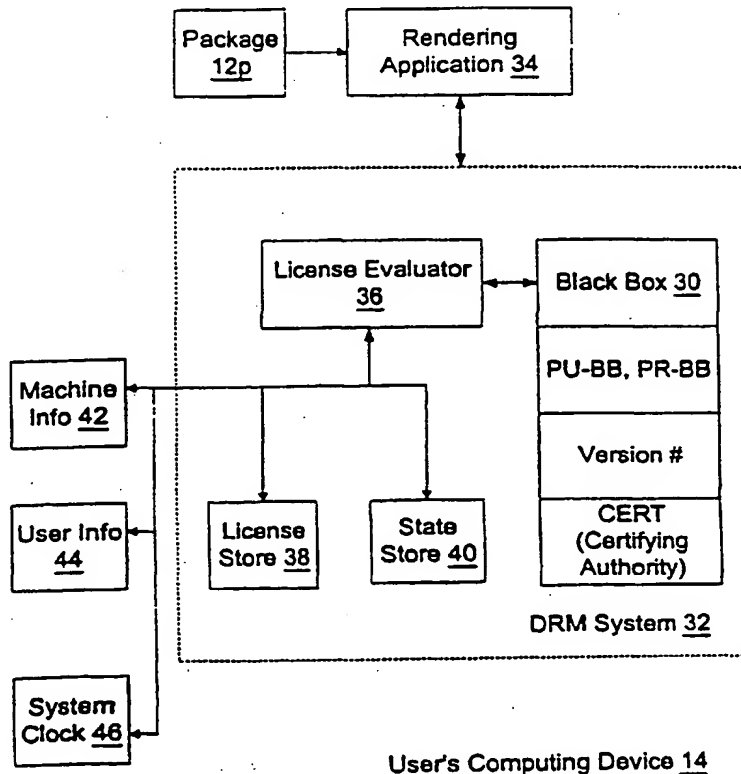 Package
12p
Rendering
Application 34
License Evaluator
36
Black Box 30
PU-BB, PR-BB
Version #
CERT
(Certifying
Authority)
Machine
Info 42
User Info
44
License
Store 38
State
Store 40
DRM System 32
System
Clock 46
User's Computing Device 14